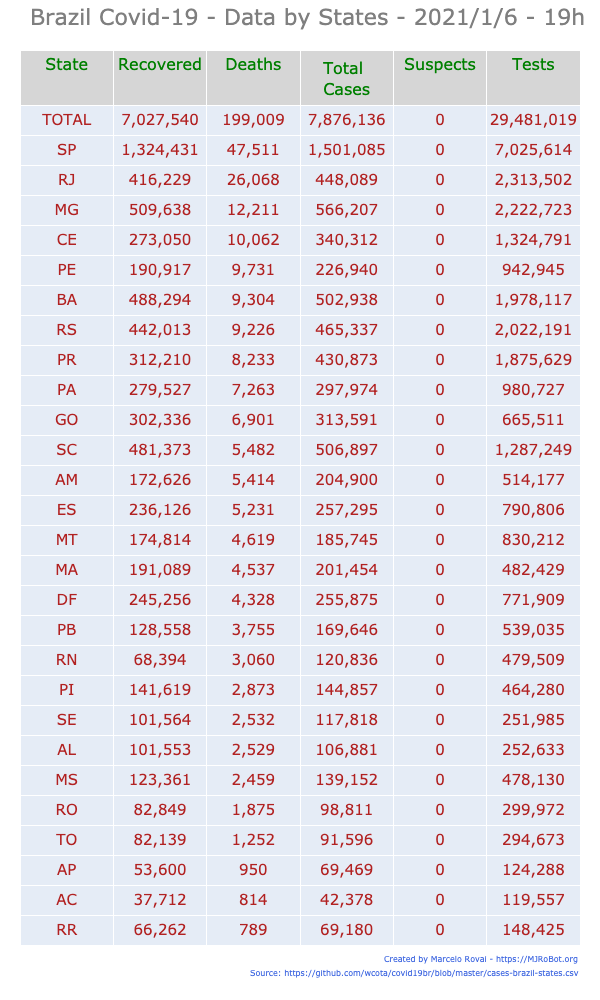 Brazil Covid-19 - Data by States - 2021/1/6 - 19h
State Recovered Deaths Total Cases Suspects Tests
TOTAL 7,027,540 199,009 7,876,136 0 29,481,019
SP 1,324,431 47,511 1,501,085 0 7,025,614
RJ 416,229 26,068 448,089 0 2,313,502
MG 509,638 12,211 566,207 0 2,222,723
CE 273,050 10,062 340,312 0 1,324,791
PE 190,917 9,731 226,940 0 942,945
BA 488,294 9,304 502,938 0 1,978,117
RS 442,013 9,226 465,337 0 2,022,191
PR 312,210 8,233 430,873 0 1,875,629
PA 279,527 7,263 297,974 0 980,727
GO 302,336 6,901 313,591 0 665,511
SC 481,373 5,482 506,897 0 1,287,249
AM 172,626 5,414 204,900 0 514,177
ES 236,126 5,231 257,295 0 790,806
MT 174,814 4,619 185,745 0 830,212
MA 191,089 4,537 201,454 0 482,429
DF 245,256 4,328 255,875 0 771,909
PB 128,558 3,755 169,646 0 539,035
RN 68,394 3,060 120,836 0 479,509
PI 141,619 2,873 144,857 0 464,280
SE 101,564 2,532 117,818 0 251,985
AL 101,553 2,529 106,881 0 252,633
MS 123,361 2,459 139,152 0 478,130
RO 82,849 1,875 98,811 0 299,972
TO 82,139 1,252 91,596 0 294,673
AP 53,600 950 69,469 0 124,288
AC 37,712 814 42,378 0 119,557
RR 66,262 789 69,180 0 148,425
Created by Marcelo Rovai - https://MJRoBot.org
Source: https://github.com/wcota/covid19br/blob/master/cases-brazil-states.csv